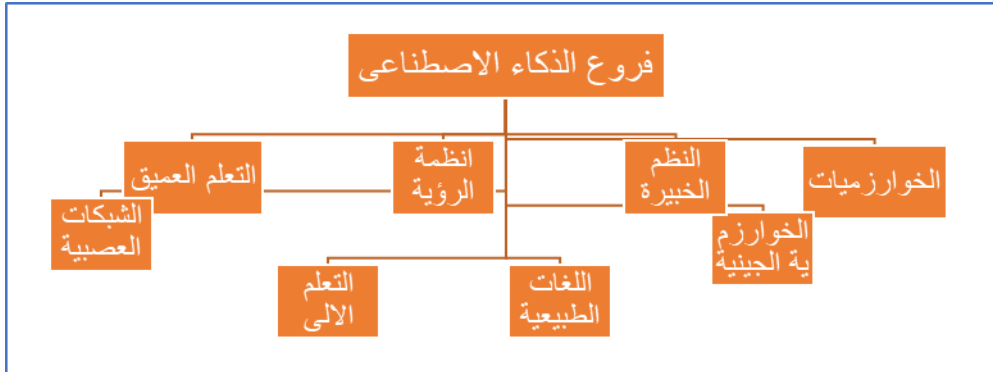 فروع الذكاء الاصطناعى
الخوارزميات
النظم
الخبيرة
انظمة
الرؤية
التعلم العميق
الخوارزم
ية الجينية
الشبكات
العصبية
اللغات
الطبيعية
التعلم
الالى